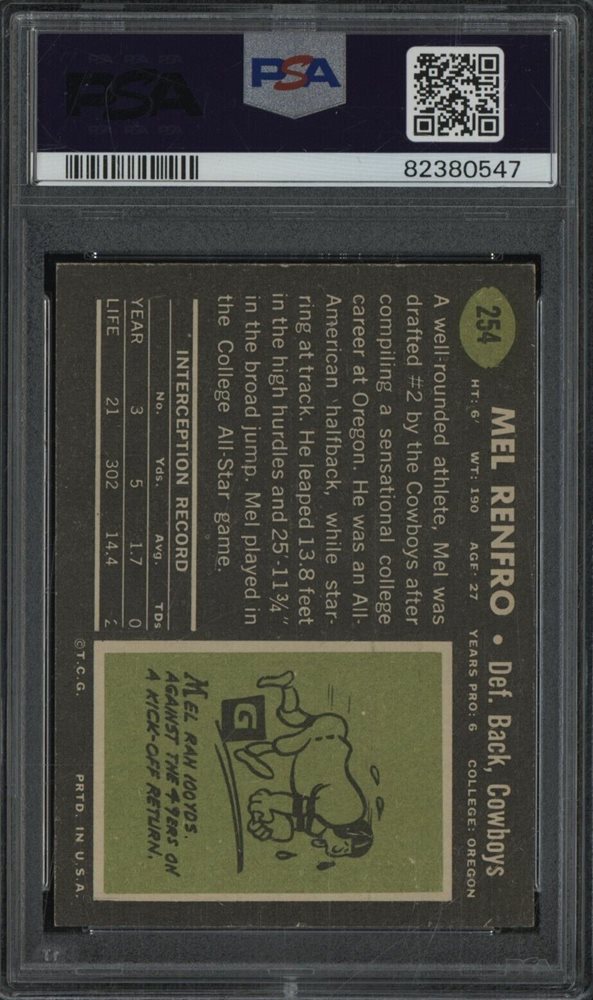 PSA
PSA
82380547
254
MEL RENFRO • Def. Back, Cowboys
HT: 6' WT: 190 AGE: 27 YEARS PRO: 6 COLLEGE: OREGON
A well-rounded athlete, Mel was
drafted #2 by the Cowboys after
compiling a sensational college
career at Oregon. He was an All-
American halfback, while star-
ring at track. He leaped 13.8 feet
in the high hurdles and 25'-11¾"
in the broad jump. Mel played in
the College All-Star game.
INTERCEPTION RECORD
No. Yds. Avg. TDs
YEAR 3 5 1.7 0
LIFE 21 302 14.4 2
G
MEL RAN 100 YDS.
AGAINST THE 49ERS ON
A KICK-OFF RETURN.
©T.C.G. PRTD. IN U.S.A.